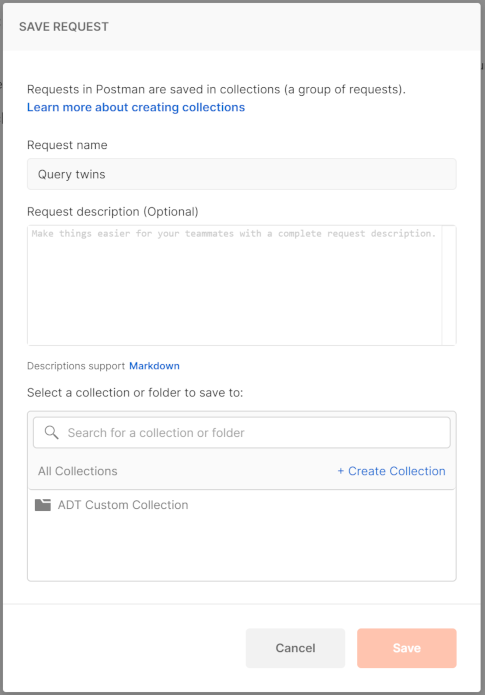 SAVE REQUEST
Requests in Postman are saved in collections (a group of requests).
Learn more about creating collections
Request name
Query twins
Request description (Optional)
Make things easier for your teammates with a complete request description.
Descriptions support Markdown
Select a collection or folder to save to:
Search for a collection or folder
All Collections + Create Collection
ADT Custom Collection
Cancel Save